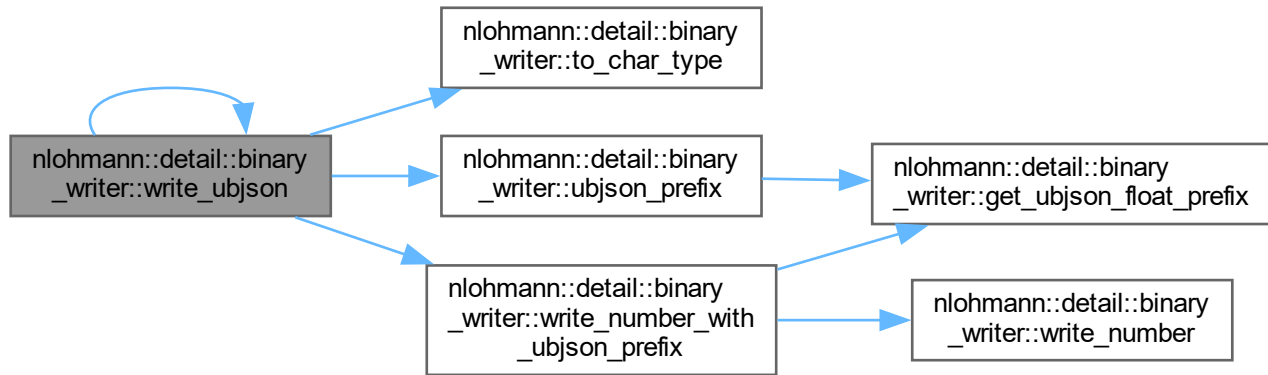 nlohmann::detail::binary
_writer::to_char_type
nlohmann::detail::binary
_writer::write_ubjson
nlohmann::detail::binary
_writer::ubjson_prefix
nlohmann::detail::binary
_writer::get_ubjson_float_prefix
nlohmann::detail::binary
_writer::write_number_with
_ubjson_prefix
nlohmann::detail::binary
_writer::write_number